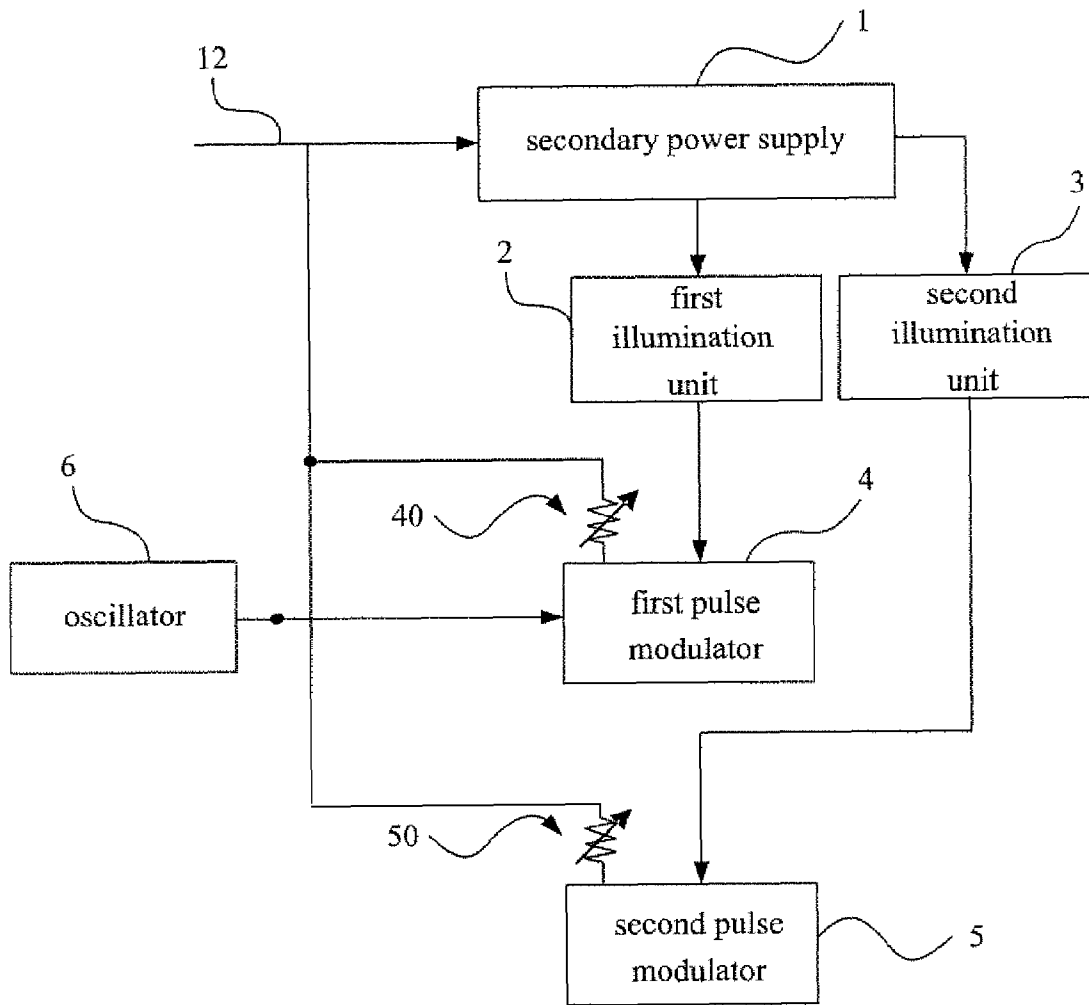 1
12
secondary power supply
3
2
first
illumination
unit
second
illumination
unit
6
40
4
oscillator
first pulse
modulator
50
second pulse
modulator
5